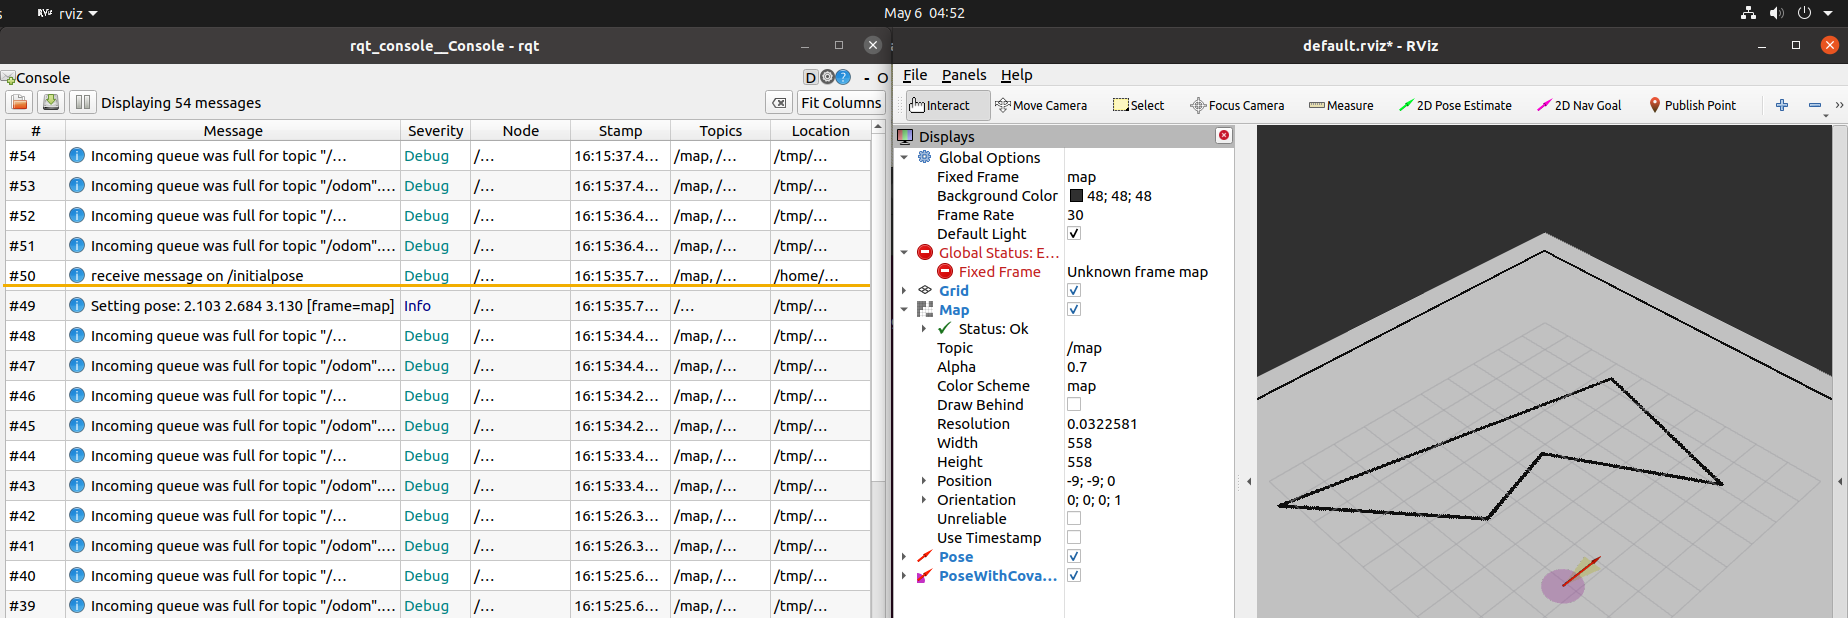 rviz
May 6 04:52
rqt_console__Console - rqt
Console
D
?
- O
Displaying 54 messages
Fit Columns
# Message Severity Node Stamp Topics Location
#54 Incoming queue was full for topic "/... Debug /... 16:15:37.4... /map, /... /tmp/...
#53 Incoming queue was full for topic "/odom".... Debug /... 16:15:37.4... /map, /... /tmp/...
#52 Incoming queue was full for topic "/... Debug /... 16:15:36.4... /map, /... /tmp/...
#51 Incoming queue was full for topic "/odom".... Debug /... 16:15:36.4... /map, /... /tmp/...
#50 receive message on /initialpose Debug /... 16:15:35.7... /map, /... /home/...
#49 Setting pose: 2.103 2.684 3.130 [frame=map] Info /... 16:15:35.7... /... /tmp/...
#48 Incoming queue was full for topic "/... Debug /... 16:15:34.4... /map, /... /tmp/...
#47 Incoming queue was full for topic "/odom".... Debug /... 16:15:34.4... /map, /... /tmp/...
#46 Incoming queue was full for topic "/... Debug /... 16:15:34.2... /map, /... /tmp/...
#45 Incoming queue was full for topic "/odom".... Debug /... 16:15:34.2... /map, /... /tmp/...
#44 Incoming queue was full for topic "/... Debug /... 16:15:33.4... /map, /... /tmp/...
#43 Incoming queue was full for topic "/odom".... Debug /... 16:15:33.4... /map, /... /tmp/...
#42 Incoming queue was full for topic "/... Debug /... 16:15:26.3... /map, /... /tmp/...
#41 Incoming queue was full for topic "/odom".... Debug /... 16:15:26.3... /map, /... /tmp/...
#40 Incoming queue was full for topic "/... Debug /... 16:15:25.6... /map, /... /tmp/...
#39 Incoming queue was full for topic "/odom".... Debug /... 16:15:25.6... /map, /... /tmp/...
default.rviz* - RViz
File Panels Help
Interact Move Camera Select Focus Camera Measure 2D Pose Estimate 2D Nav Goal Publish Point
Displays
Global Options
Fixed Frame map
Background Color 48; 48; 48
Frame Rate 30
Default Light
Global Status: E...
Fixed Frame Unknown frame map
Grid
Map
Status: Ok
Topic /map
Alpha 0.7
Color Scheme map
Draw Behind
Resolution 0.0322581
Width 558
Height 558
Position -9; -9; 0
Orientation 0; 0; 0; 1
Unreliable
Use Timestamp
Pose
PoseWithCova...